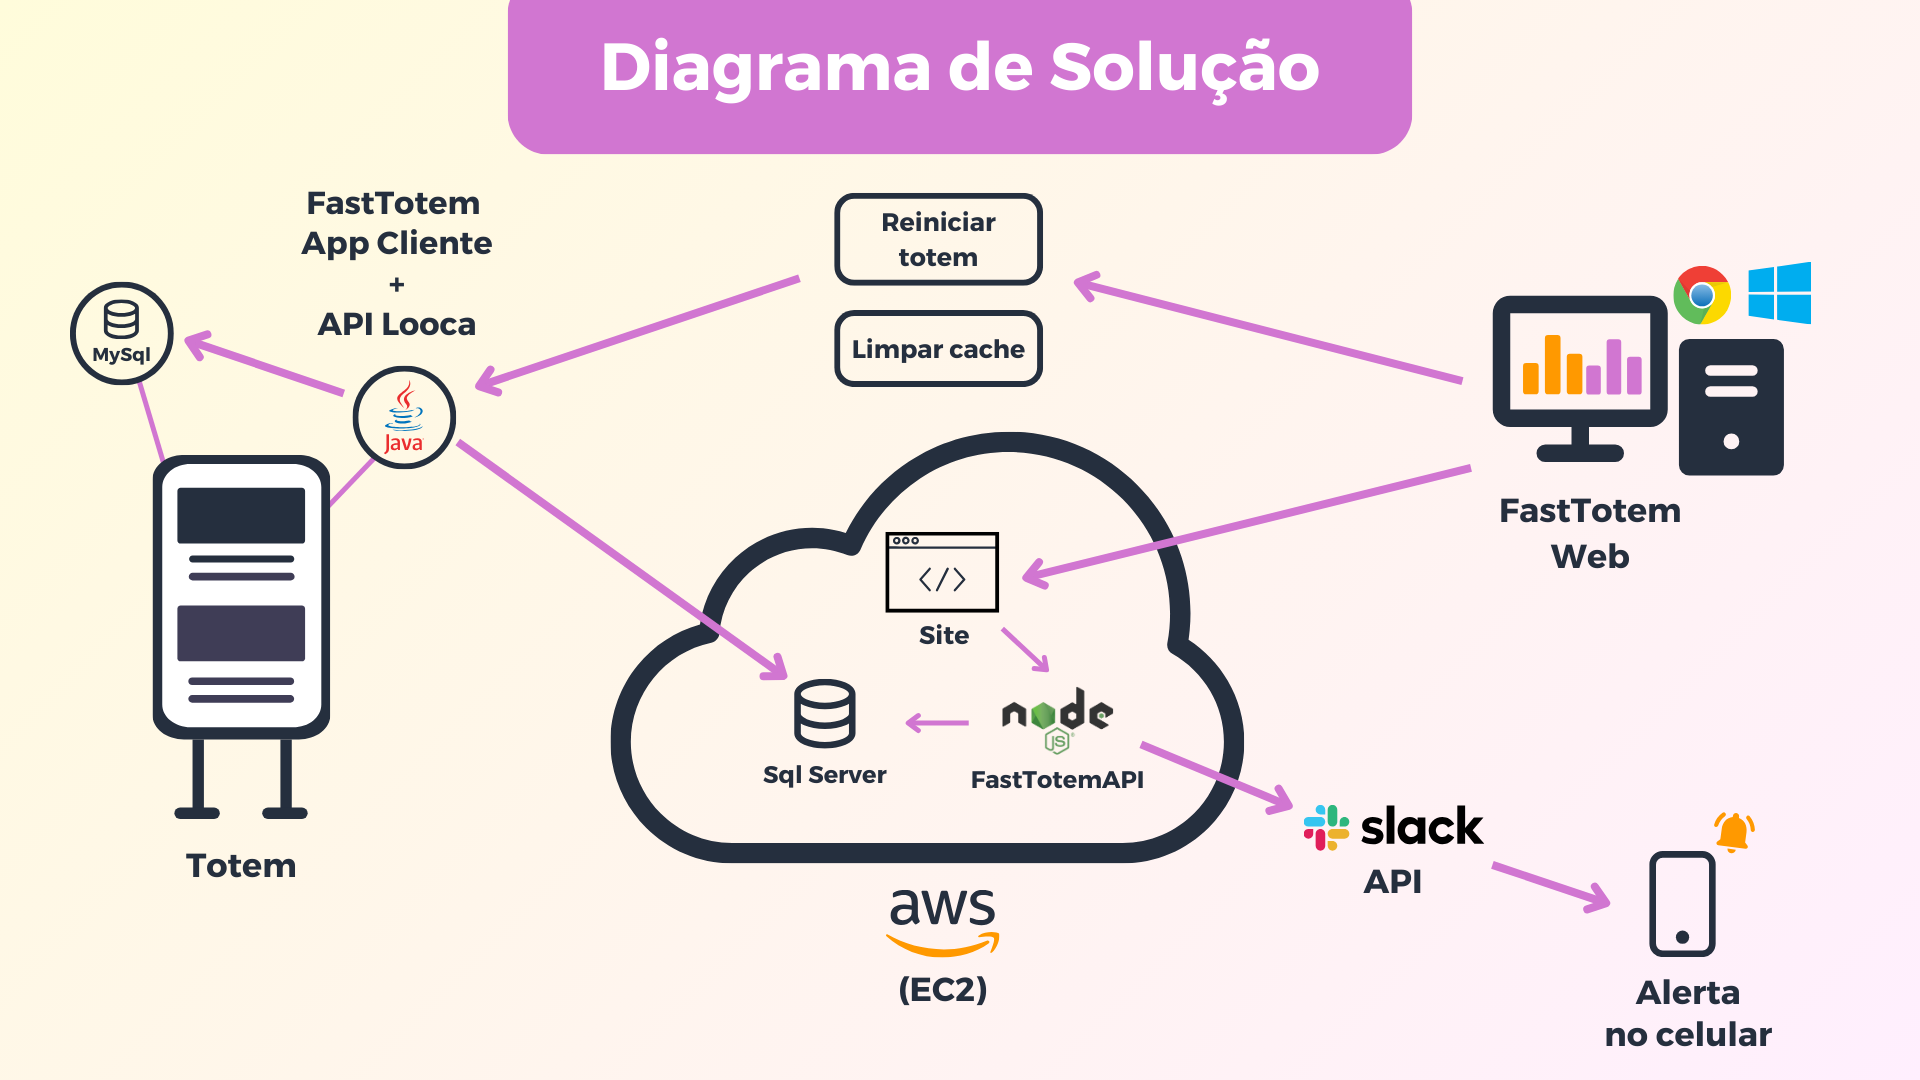 Diagrama de Solução
FastTotem
App Cliente
+
API Looca
MySql
Java
Reiniciar
totem
Limpar cache
FastTotem
Web
</>
Site
Sql Server
node
JS
FastTotemAPI
Totem
aws
(EC2)
slack
API
Alerta
no celular